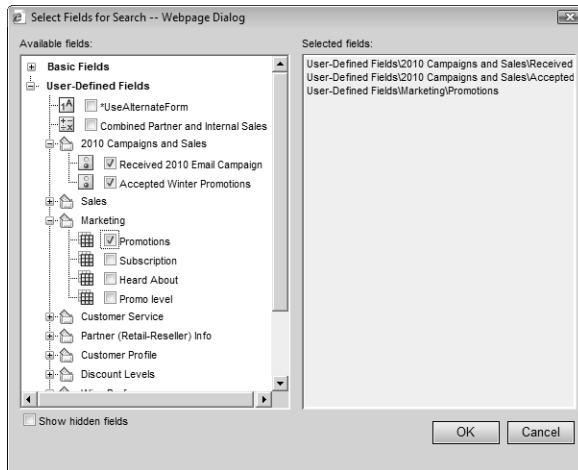 Select Fields for Search -- Webpage Dialog
Available fields:
Basic Fields
User-Defined Fields
*UseAlternateForm
Combined Partner and Internal Sales
2010 Campaigns and Sales
Received 2010 Email Campaign
Accepted Winter Promotions
Sales
Marketing
Promotions
Subscription
Heard About
Promo level
Customer Service
Partner (Retail-Reseller) Info
Customer Profile
Discount Levels
Show hidden fields
Selected fields:
User-Defined Fields\2010 Campaigns and Sales\Received
User-Defined Fields\2010 Campaigns and Sales\Accepted
User-Defined Fields\Marketing\Promotions
OK
Cancel